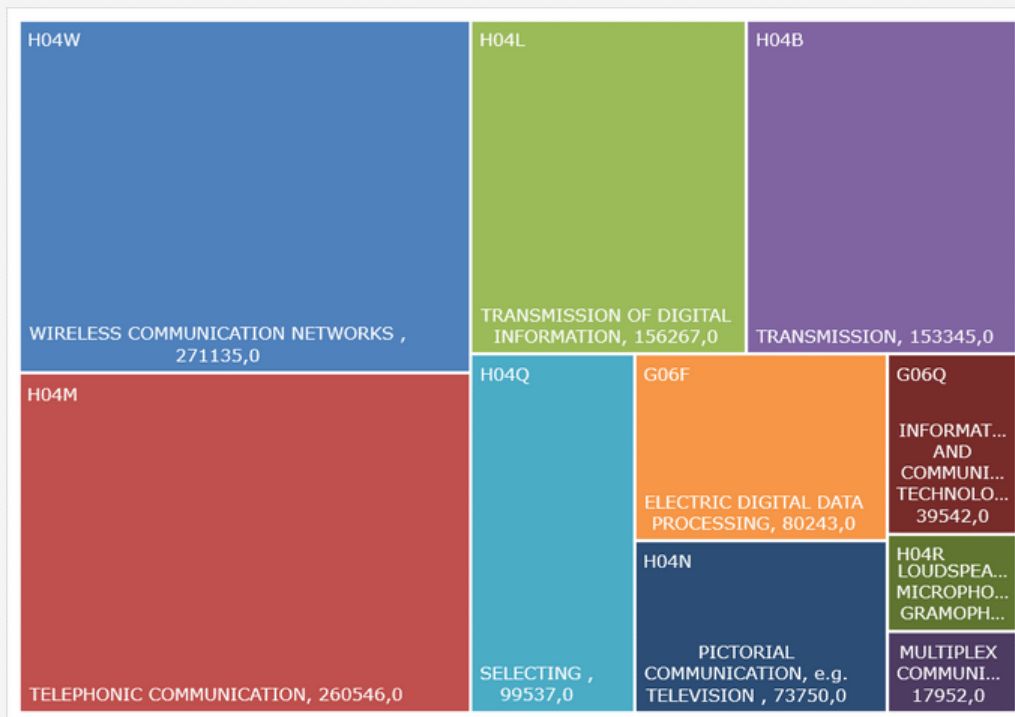 H04W
WIRELESS COMMUNICATION NETWORKS ,
271135,0
H04M
TELEPHONIC COMMUNICATION, 260546,0
H04L
TRANSMISSION OF DIGITAL
INFORMATION, 156267,0
H04B
TRANSMISSION, 153345,0
H04Q
SELECTING ,
99537,0
G06F
ELECTRIC DIGITAL DATA
PROCESSING, 80243,0
H04N
PICTORIAL
COMMUNICATION, e.g.
TELEVISION , 73750,0
G06Q
INFORMAT...
AND
COMMUNI...
TECHNOLO...
39542,0
H04R
LOUDSPEA...
MICROPHO...
GRAMOPH...
MULTIPLEX
COMMUNI...
17952,0